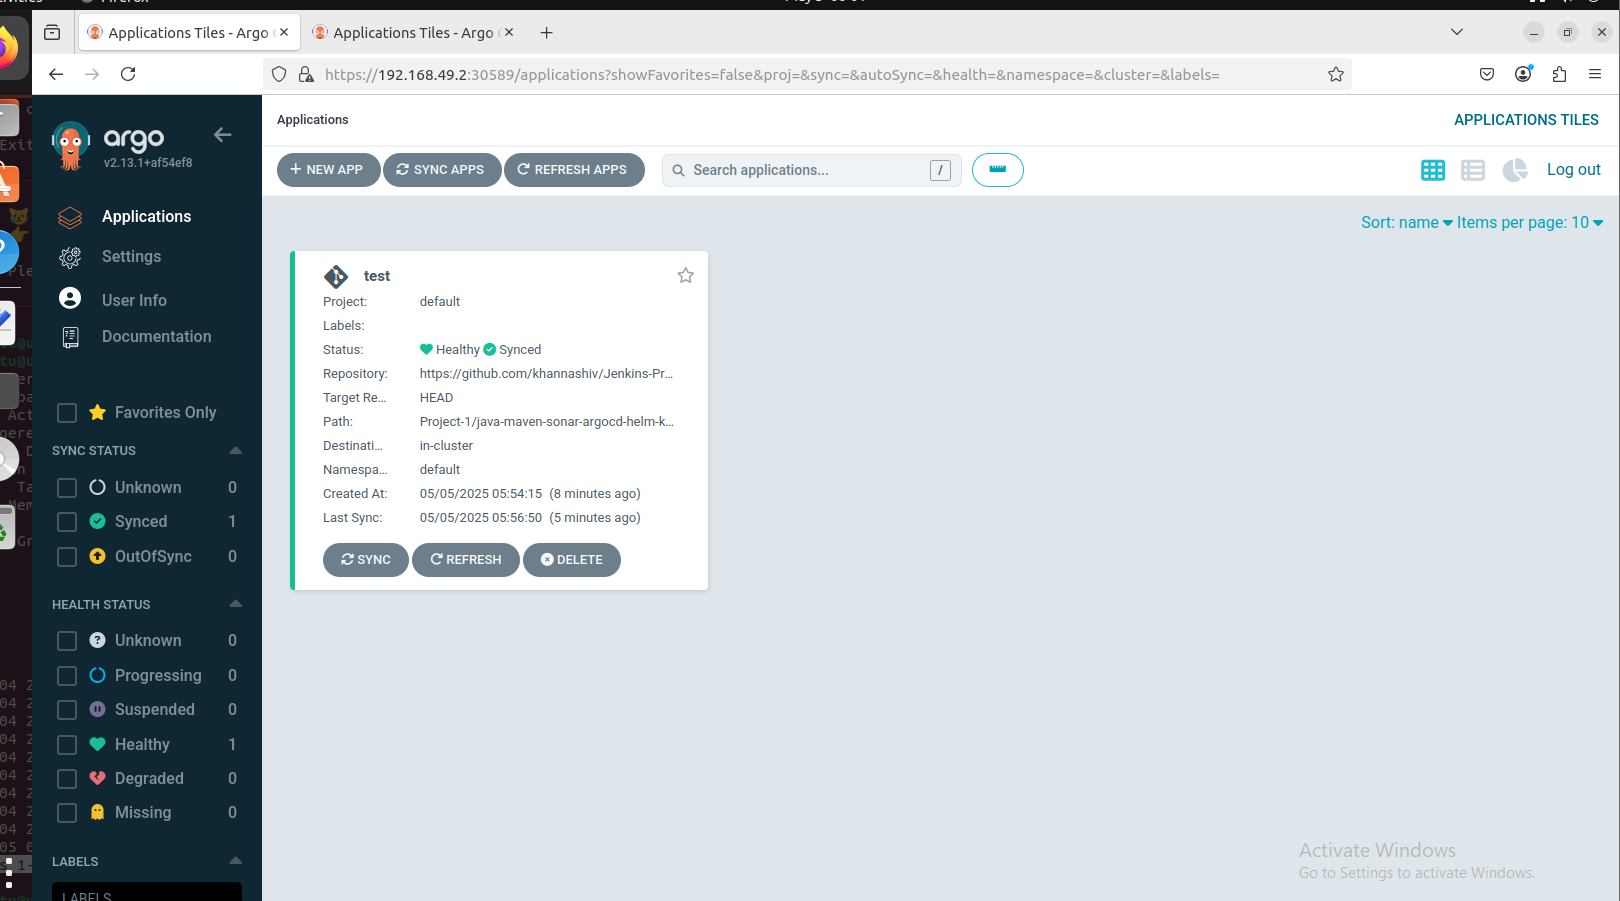 Applications Tiles - Argo
Applications Tiles - Argo
https://192.168.49.2:30589/applications?showFavorites=false&proj=&sync=&autoSync=&health=&namespace=&cluster=&labels=
argo
v2.13.1+af54ef8
Applications
Settings
User Info
Documentation
Favorites Only
SYNC STATUS
Unknown 0
Synced 1
OutOfSync 0
HEALTH STATUS
Unknown 0
Progressing 0
Suspended 0
Healthy 1
Degraded 0
Missing 0
LABELS
LABELS
Applications
APPLICATIONS TILES
NEW APP
SYNC APPS
REFRESH APPS
Search applications... /
Log out
Sort: name Items per page: 10
test
Project: default
Labels:
Status: Healthy Synced
Repository: https://github.com/khannashiv/Jenkins-Pr...
Target Re... HEAD
Path: Project-1/java-maven-sonar-argocd-helm-k...
Destinati... in-cluster
Namespa... default
Created At: 05/05/2025 05:54:15 (8 minutes ago)
Last Sync: 05/05/2025 05:56:50 (5 minutes ago)
SYNC REFRESH DELETE
Activate Windows
Go to Settings to activate Windows.